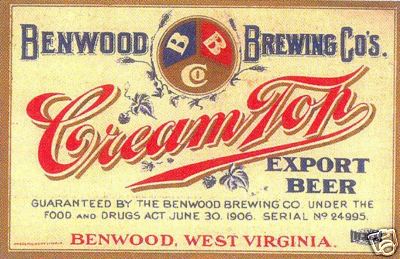 BENWOOD BREWING CO'S.
B B Co
Cream Top
EXPORT
BEER
GUARANTEED BY THE BENWOOD BREWING CO UNDER THE
FOOD AND DRUGS ACT JUNE 30. 1906. SERIAL No 24995.
BENWOOD, WEST VIRGINIA.